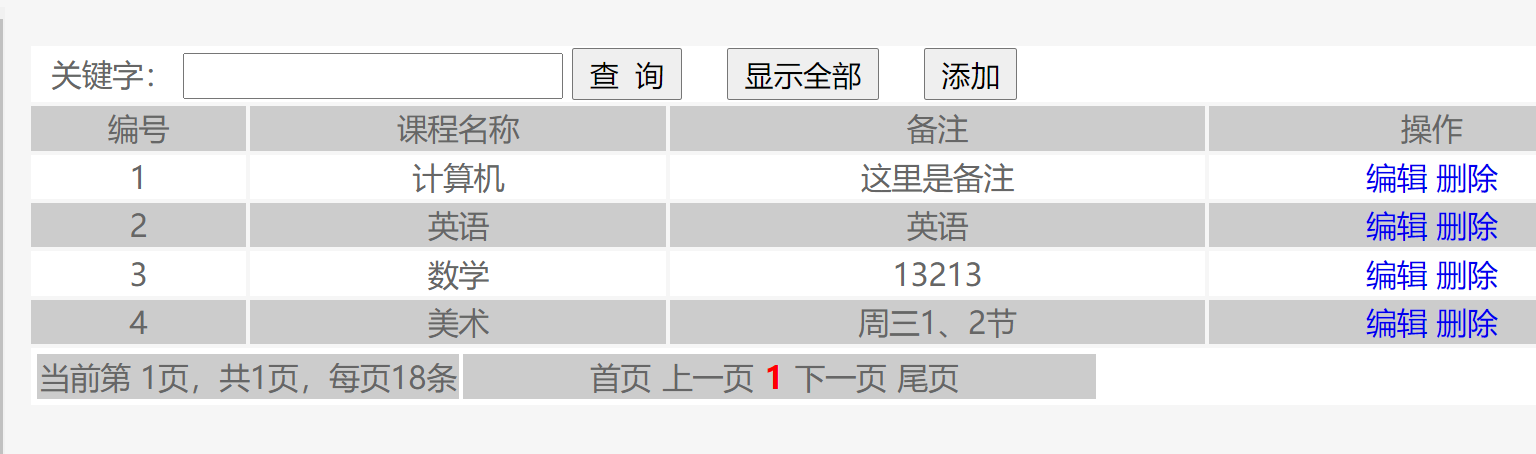 关键字： 查 询 显示全部 添加
编号 课程名称 备注 操作
1 计算机 这里是备注 编辑 删除
2 英语 英语 编辑 删除
3 数学 13213 编辑 删除
4 美术 周三1、2节 编辑 删除
当前第 1页，共1页，每页18条 首页 上一页 1 下一页 尾页